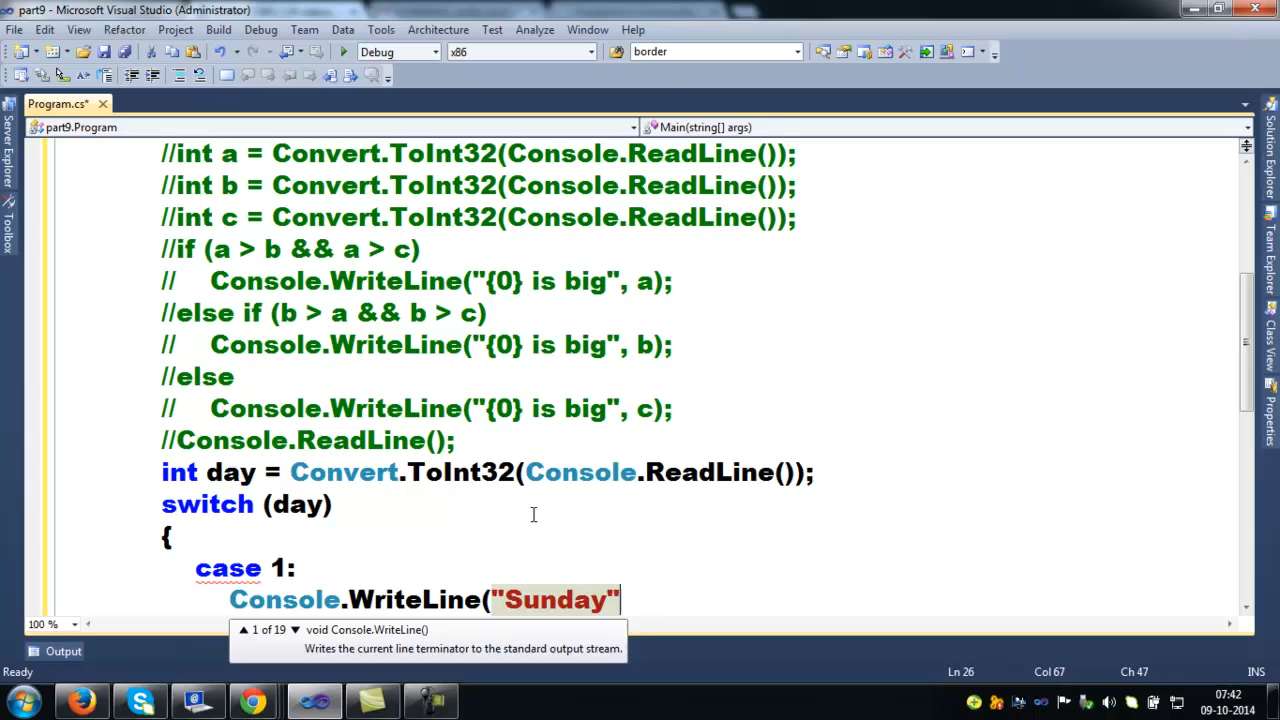 part9 - Microsoft Visual Studio (Administrator)
File Edit View Refactor Project Build Debug Team Data Tools Architecture Test Analyze Window Help
Debug x86 border
Program.cs*
part9.Program Main(string[] args)
//int a = Convert.ToInt32(Console.ReadLine());
//int b = Convert.ToInt32(Console.ReadLine());
//int c = Convert.ToInt32(Console.ReadLine());
//if (a > b && a > c)
// Console.WriteLine("{0} is big", a);
//else if (b > a && b > c)
// Console.WriteLine("{0} is big", b);
//else
// Console.WriteLine("{0} is big", c);
//Console.ReadLine();
int day = Convert.ToInt32(Console.ReadLine());
switch (day)
{
case 1:
Console.WriteLine("Sunday"
1 of 19 void Console.WriteLine()
Writes the current line terminator to the standard output stream.
100 %
Output
Ready Ln 26 Col 67 Ch 47 INS
Server Explorer
Toolbox
Solution Explorer
Team Explorer
Class View
Properties
07:42
09-10-2014